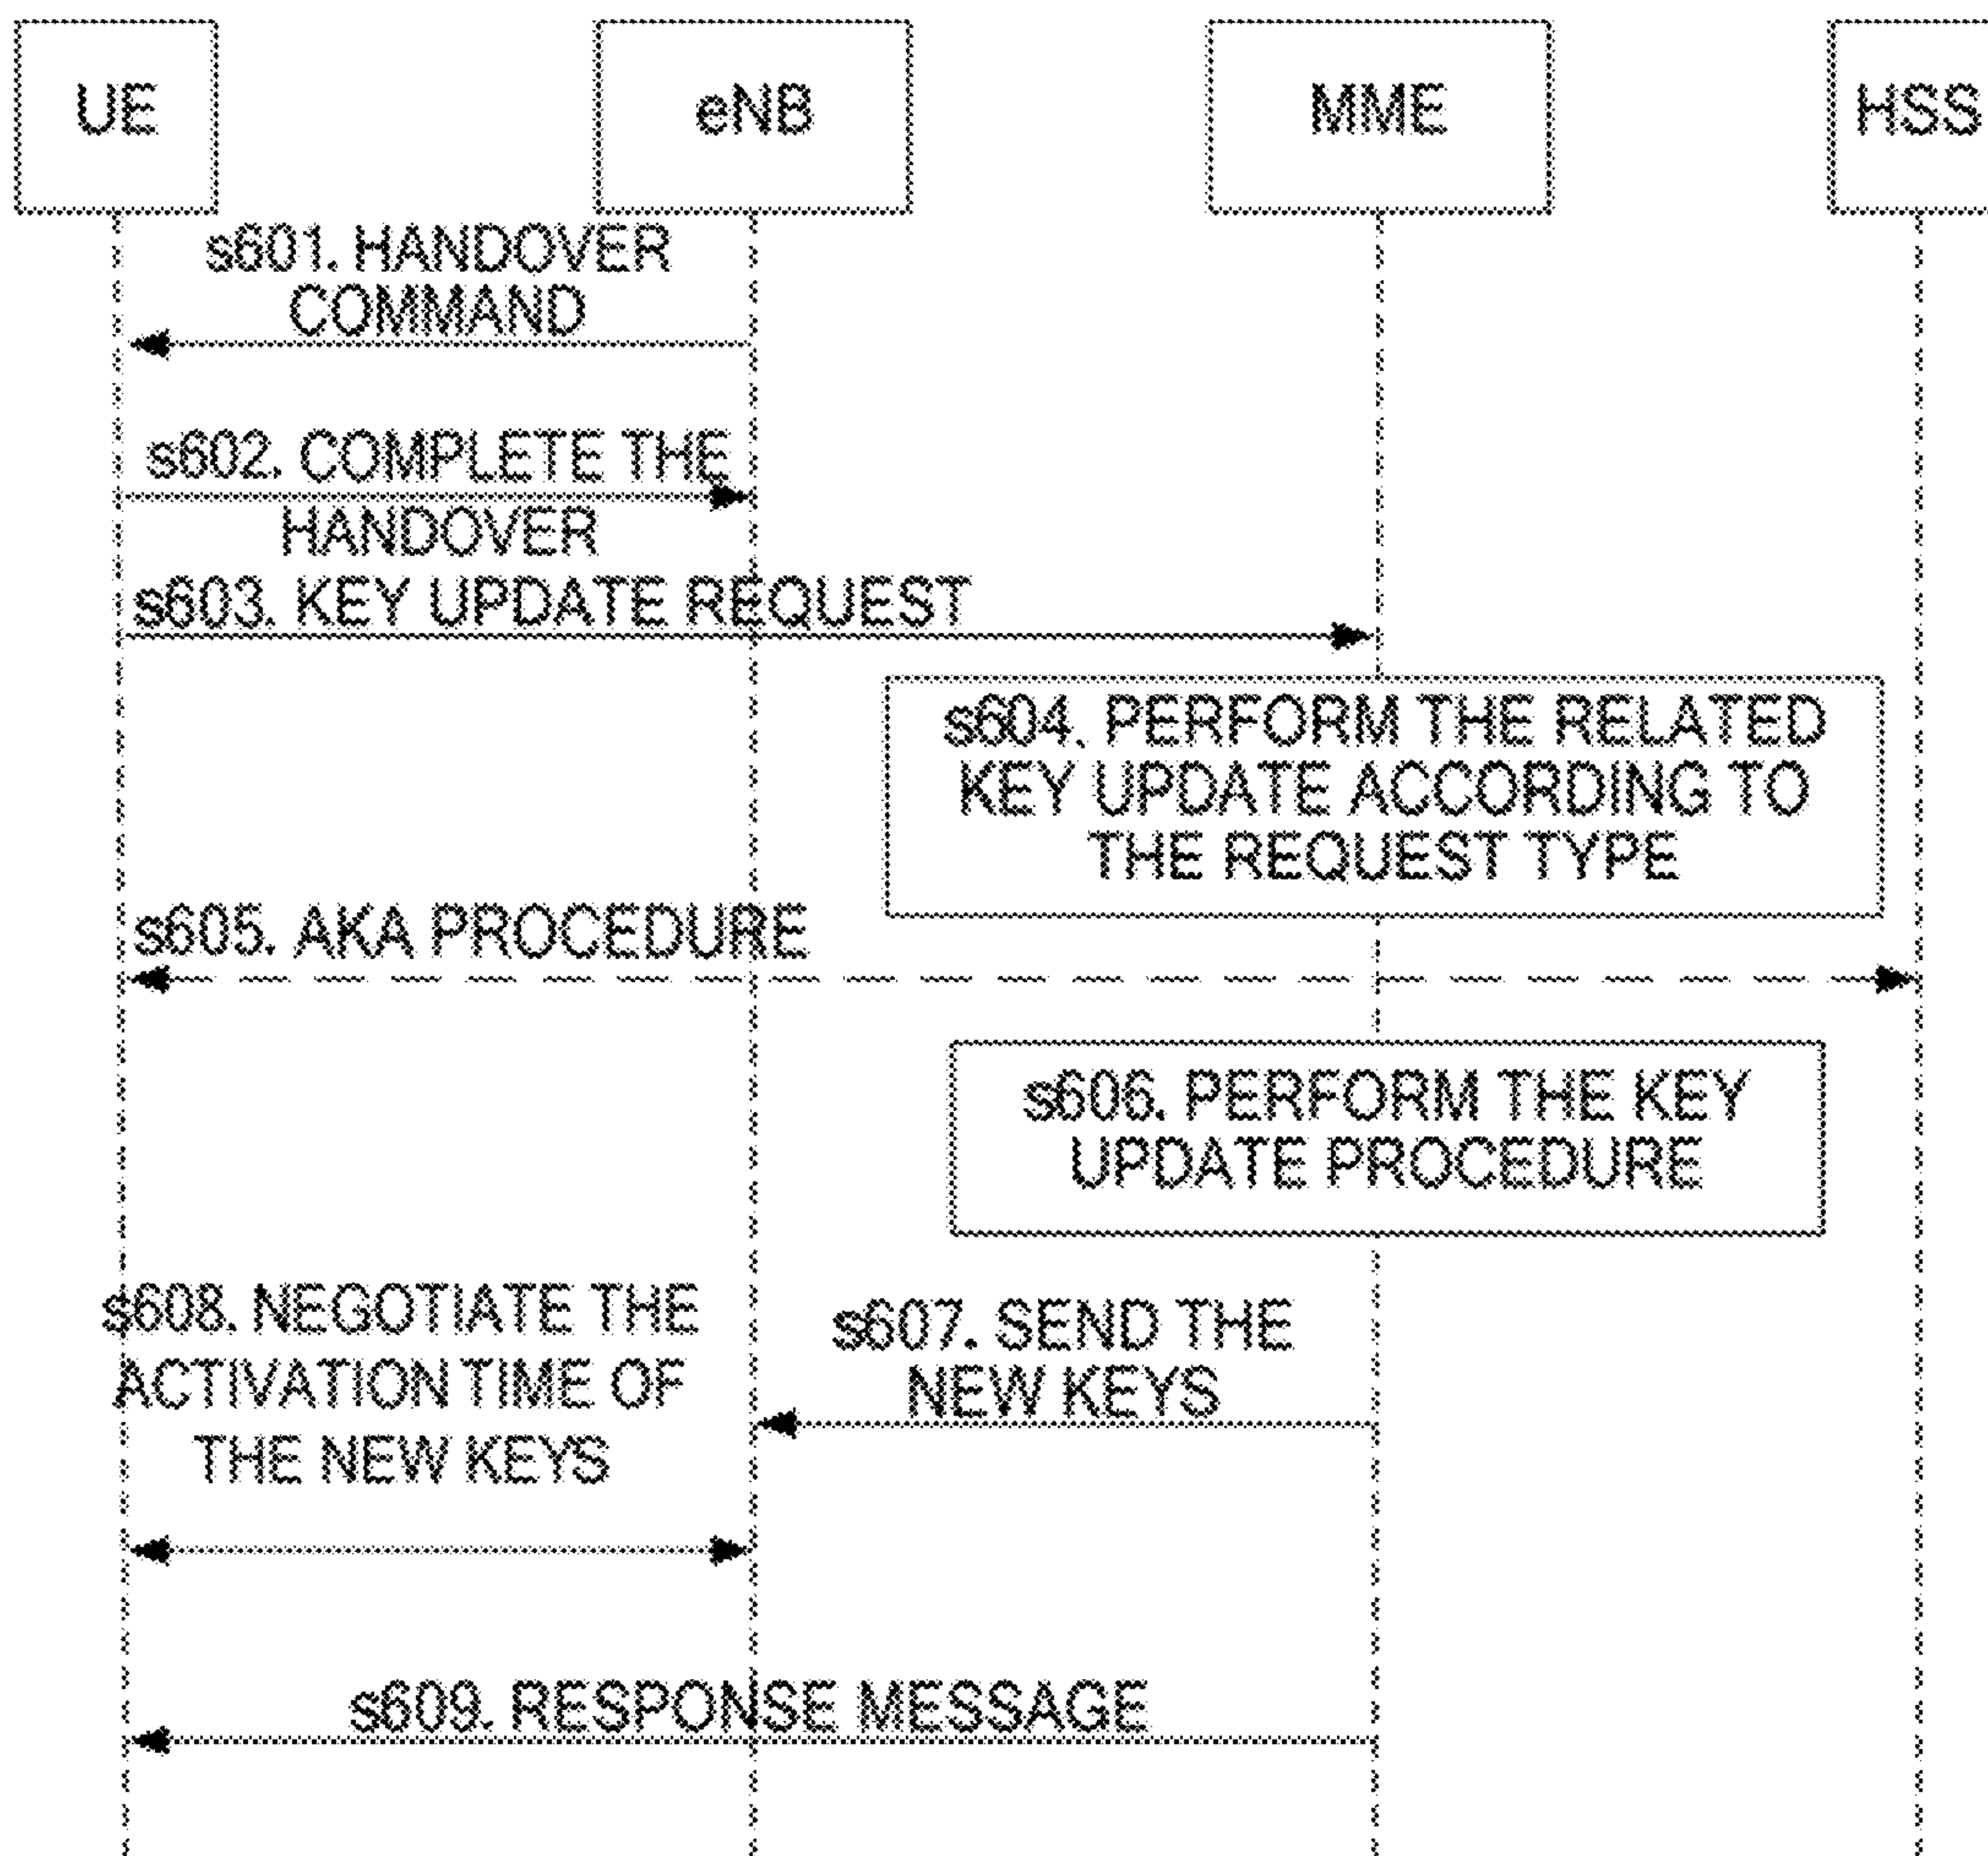 UE
eNB
MME
HSS
s601. HANDOVER
COMMAND
s602. COMPLETE THE
HANDOVER
s603. KEY UPDATE REQUEST
s604. PERFORM THE RELATED
KEY UPDATE ACCORDING TO
THE REQUEST TYPE
s605. AKA PROCEDURE
s606. PERFORM THE KEY
UPDATE PROCEDURE
s608. NEGOTIATE THE
ACTIVATION TIME OF
THE NEW KEYS
s607. SEND THE
NEW KEYS
s609. RESPONSE MESSAGE